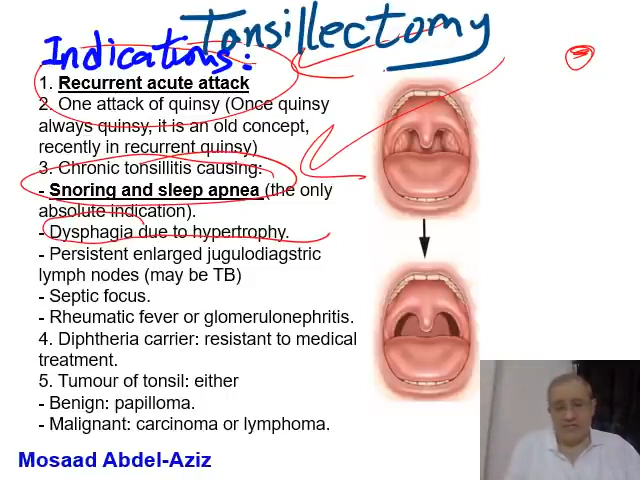 Tonsillectomy
Indications:
1. Recurrent acute attack
2. One attack of quinsy (Once quinsy
always quinsy, it is an old concept,
recently in recurrent quinsy)
3. Chronic tonsillitis causing:
- Snoring and sleep apnea (the only
absolute indication).
- Dysphagia due to hypertrophy.
- Persistent enlarged jugulodiagstric
lymph nodes (may be TB)
- Septic focus.
- Rheumatic fever or glomerulonephritis.
4. Diphtheria carrier: resistant to medical
treatment.
5. Tumour of tonsil: either
- Benign: papilloma.
- Malignant: carcinoma or lymphoma.
Mosaad Abdel-Aziz